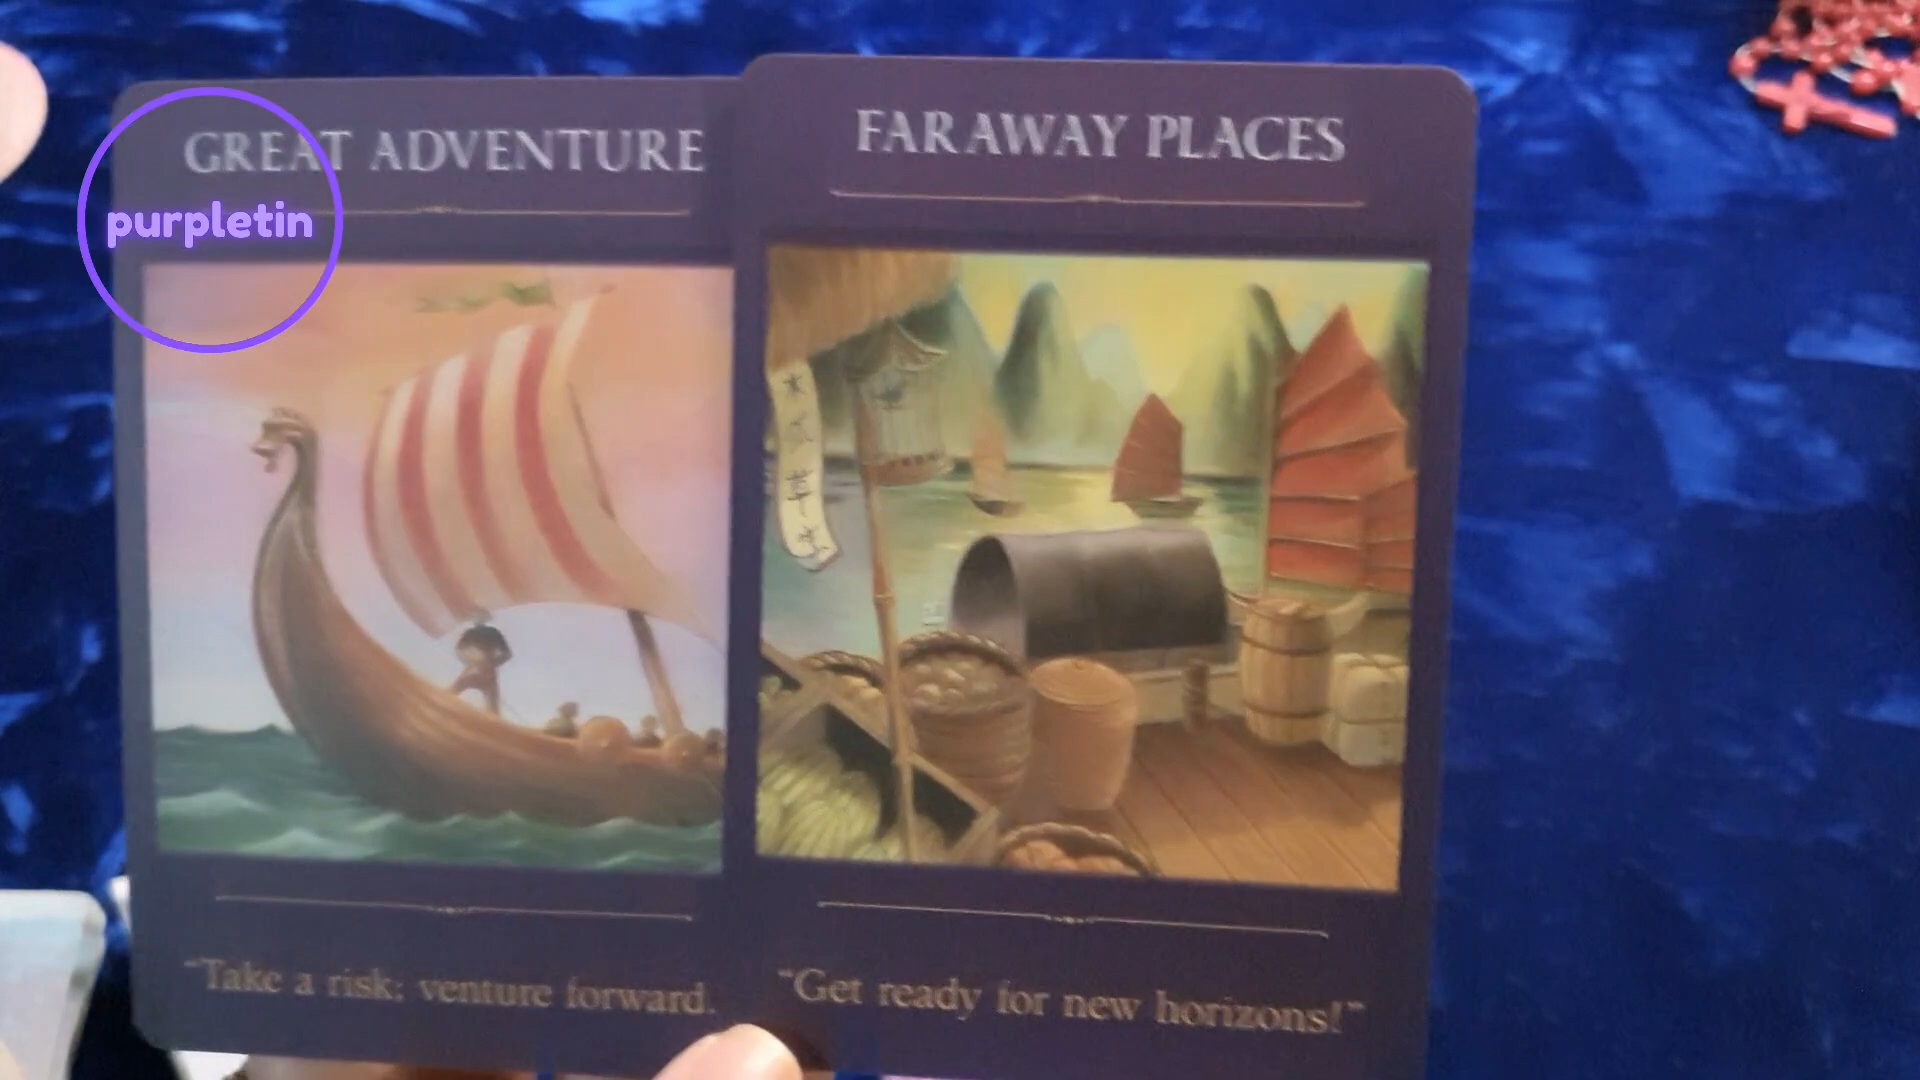 GREAT ADVENTURE
purpletin
"Take a risk; venture forward.
FARAWAY PLACES
"Get ready for new horizons!"